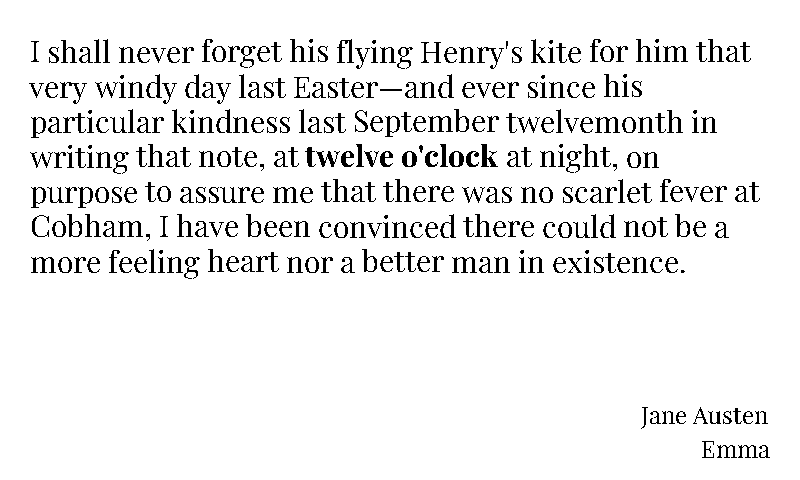 I shall never forget his flying Henry's kite for him that
very windy day last Easter—and ever since his
particular kindness last September twelvemonth in
writing that note, at twelve o'clock at night, on
purpose to assure me that there was no scarlet fever at
Cobham, I have been convinced there could not be a
more feeling heart nor a better man in existence.
Jane Austen
Emma